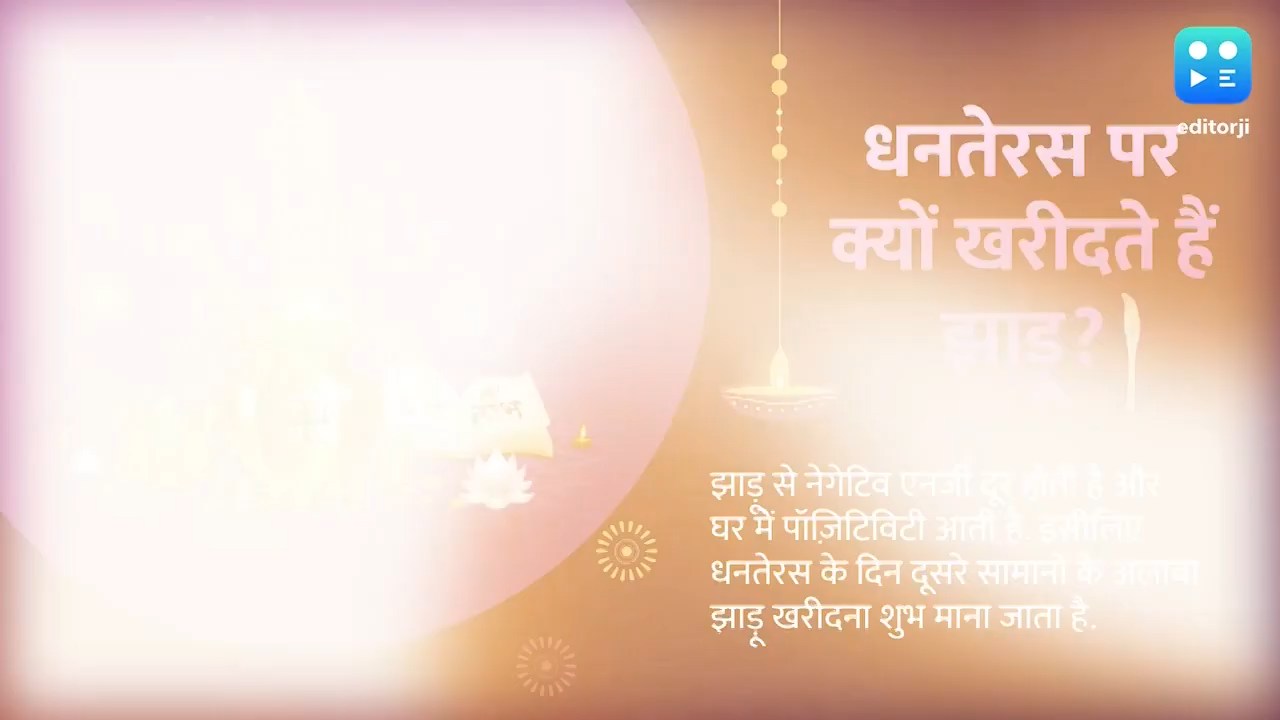 editorji
धनतेरस पर
क्यों खरीदते हैं
झाड़ू?
झाड़ू से नेगेटिव एनर्जी दूर होती है और
घर में पॉज़िटिविटी आती है. इसीलिए
धनतेरस के दिन दूसरे सामानों के अलावा
झाड़ू खरीदना शुभ माना जाता है.